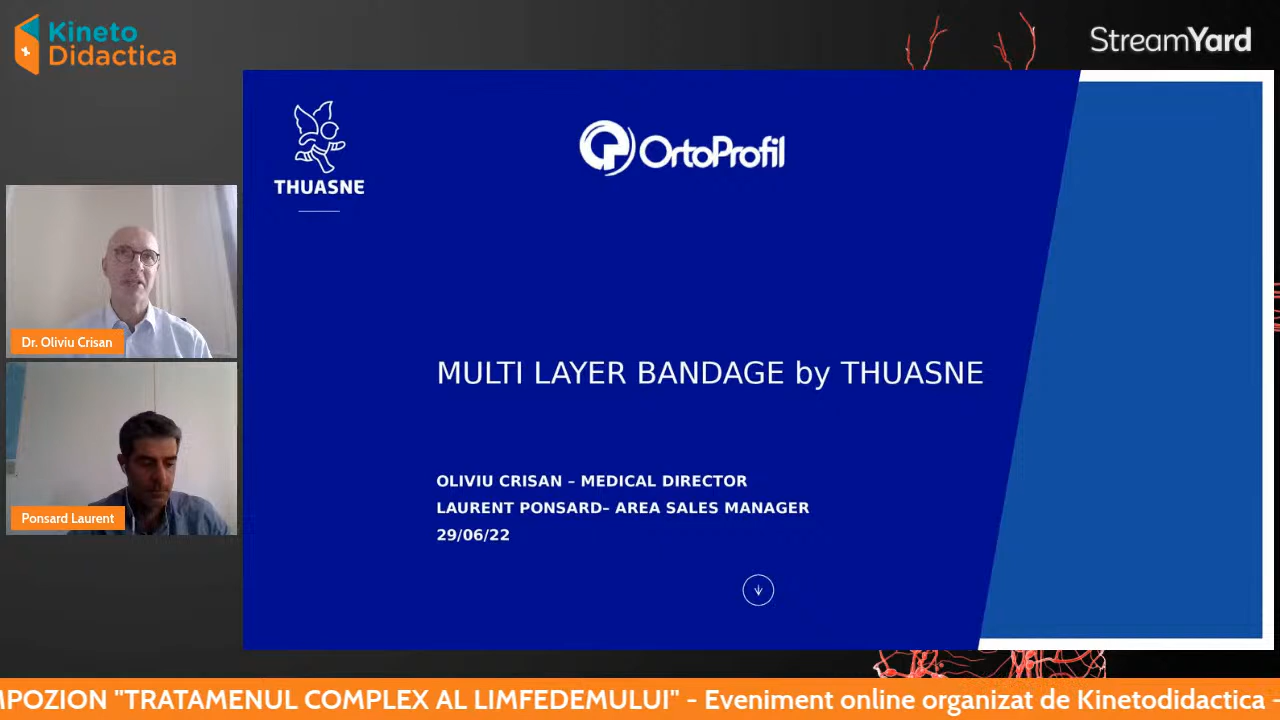 Kineto
Didactica
StreamYard
THUASNE
OrtoProfil
MULTI LAYER BANDAGE by THUASNE
OLIVIU CRISAN – MEDICAL DIRECTOR
LAURENT PONSARD– AREA SALES MANAGER
29/06/22
Dr. Oliviu Crisan
Ponsard Laurent
MPOZION "TRATAMENUL COMPLEX AL LIMFEDEMULUI" - Eveniment online organizat de Kinetodidactica -